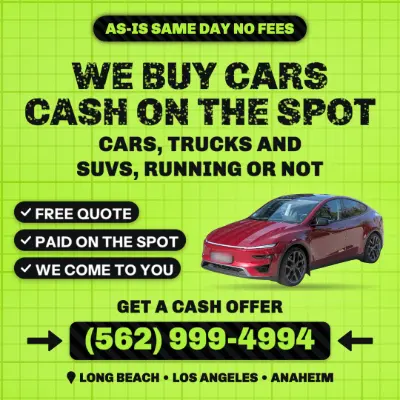 AS-IS SAME DAY NO FEES
WE BUY CARS
CASH ON THE SPOT
CARS, TRUCKS AND
SUVS, RUNNING OR NOT
FREE QUOTE
PAID ON THE SPOT
WE COME TO YOU
GET A CASH OFFER
(562) 999-4994
LONG BEACH • LOS ANGELES • ANAHEIM